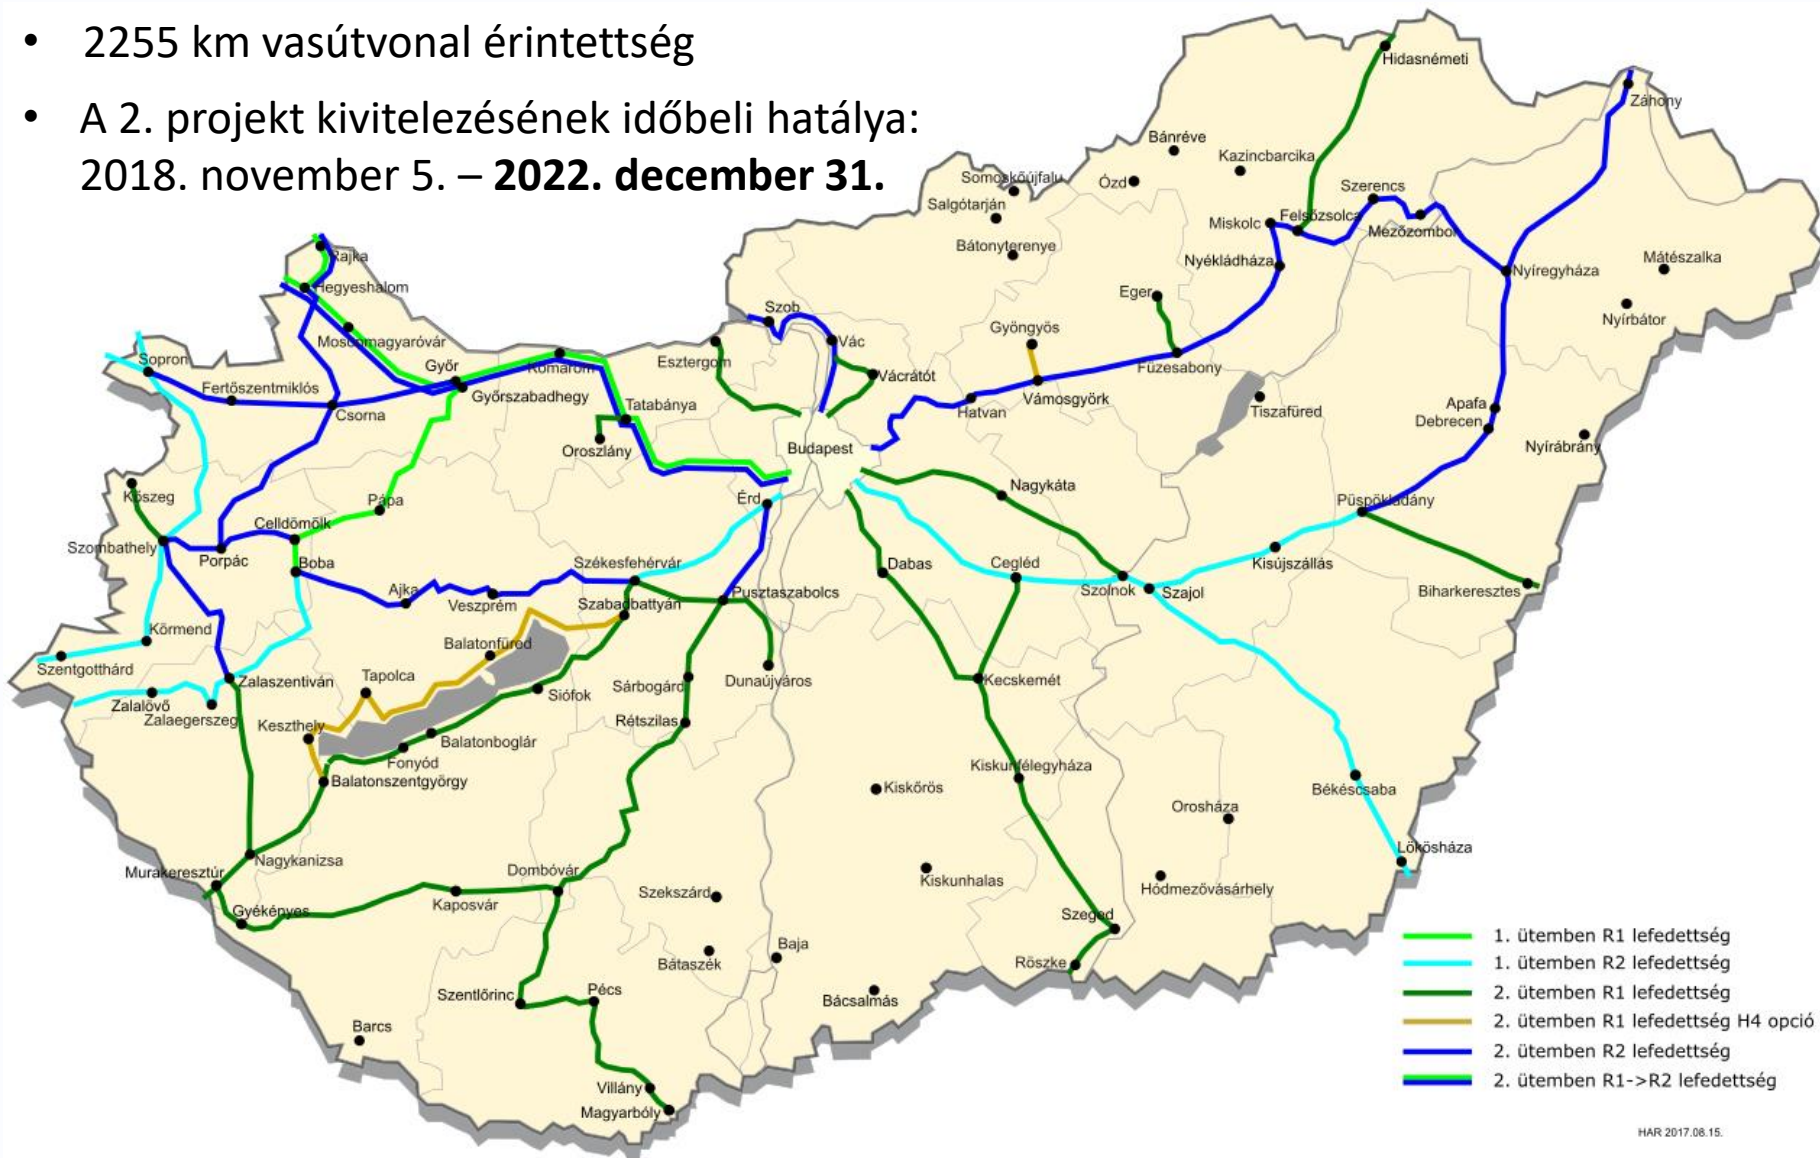 • 2255 km vasútvonal érintettség
• A 2. projekt kivitelezésének időbeli hatálya:
2018. november 5. – 2022. december 31.
Hidasnémeti
Záhony
Bánréve
Kazincbarcika
Somoskőújfalu
Ózd
Szerencs
Salgótarján
Miskolc
Felsőzsolca
Mezőzombor
Bátonyterenye
Nyékládháza
Nyíregyháza
Mátészalka
Rajka
Hegyeshalom
Eger
Szob
Nyírbátor
Mosonmagyaróvár
Gyöngyös
Vác
Sopron
Győr
Komárom
Esztergom
Füzesabony
Vácrátót
Fertőszentmiklós
Győrszabadhegy
Csorna
Tatabánya
Hatvan
Vámosgyörk
Tiszafüred
Apafa
Debrecen
Oroszlány
Budapest
Nyírábrány
Kőszeg
Pápa
Érd
Nagykáta
Püspökladány
Celldömölk
Szombathely
Porpác
Boba
Székesfehérvár
Dabas
Cegléd
Kisújszállás
Ajka
Veszprém
Szabadbattyán
Pusztaszabolcs
Szolnok
Szajol
Biharkeresztes
Körmend
Balatonfüred
Szentgotthárd
Tapolca
Zalaszentiván
Sárbogárd
Dunaújváros
Kecskemét
Zalalövő
Zalaegerszeg
Siófok
Keszthely
Rétszilas
Balatonboglár
Fonyód
Balatonszentgyörgy
Kiskunfélegyháza
Kiskőrös
Békéscsaba
Orosháza
Lökösháza
Nagykanizsa
Murakeresztúr
Dombóvár
Kiskunhalas
Hódmezővásárhely
Kaposvár
Szekszárd
Gyékényes
Szeged
Baja
Bátaszék
Röszke
Szentlőrinc
Pécs
Bácsalmás
Barcs
Villány
Magyarbóly
1. ütemben R1 lefedettség
1. ütemben R2 lefedettség
2. ütemben R1 lefedettség
2. ütemben R1 lefedettség H4 opció
2. ütemben R2 lefedettség
2. ütemben R1->R2 lefedettség
HAR 2017.08.15.